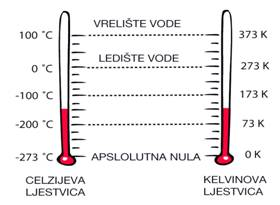 VRELIŠTE VODE
100 °C 373 K
LEDIŠTE VODE
0 °C 273 K
-100 °C 173 K
-200 °C 73 K
-273 °C APSLOLUTNA NULA 0 K
CELZIJEVA
LJESTVICA
KELVINOVA
LJESTVICA